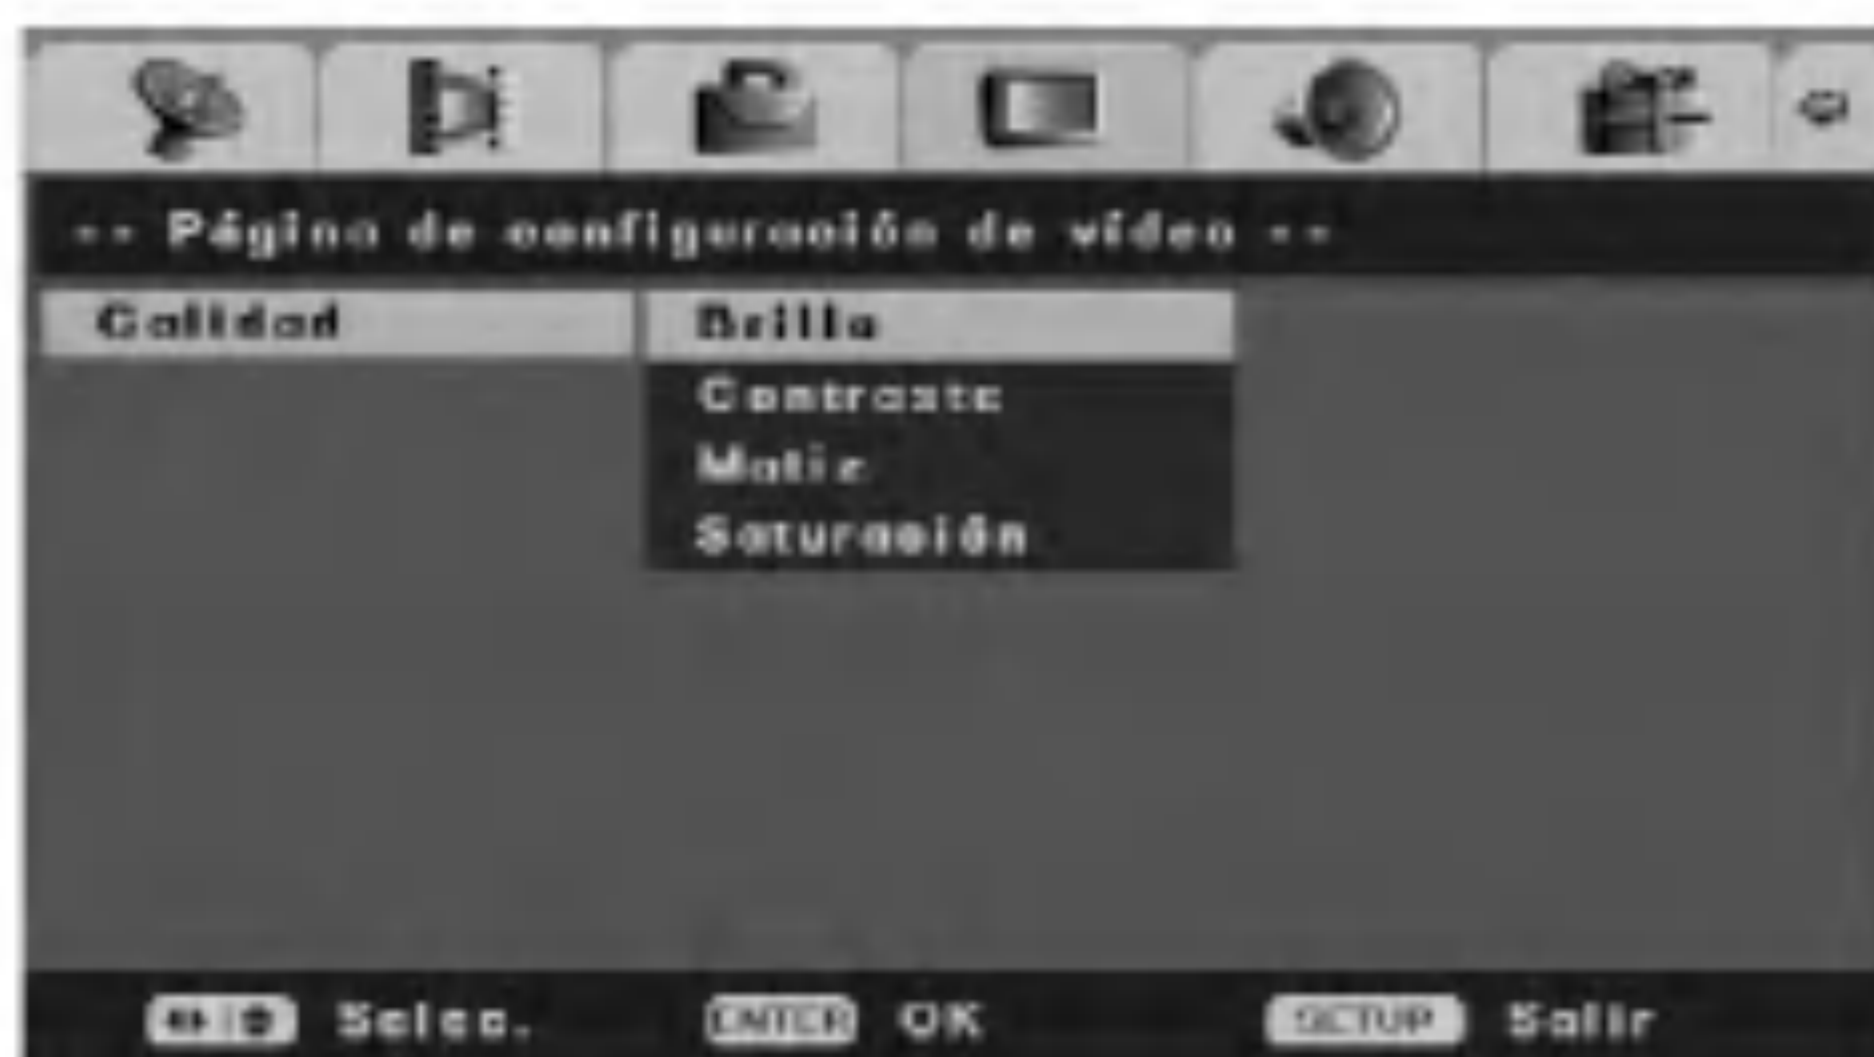 -- Página de configuración de vídeo --
Calidad Brillo
Contraste
Matiz
Saturación
Selec. ENTER OK SETUP Salir